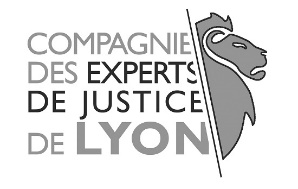 COMPAGNIE
DES EXPERTS
DE JUSTICE
DE LYON